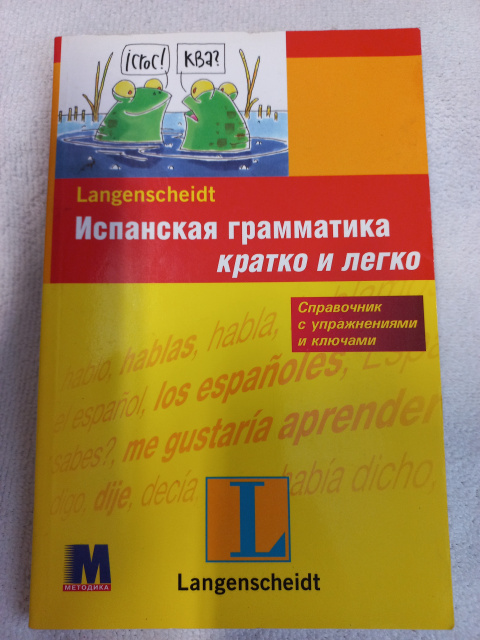 ¡croc!
КВА?
Langenscheidt
Испанская грамматика
кратко и легко
Справочник
с упражнениями
и ключами
hablo, hablas, habla,
el español, los españoles,
sabes?, me gustaría aprender
digo, dije, decía. había dicho,
L
М
МЕТОДИКА
Langenscheidt